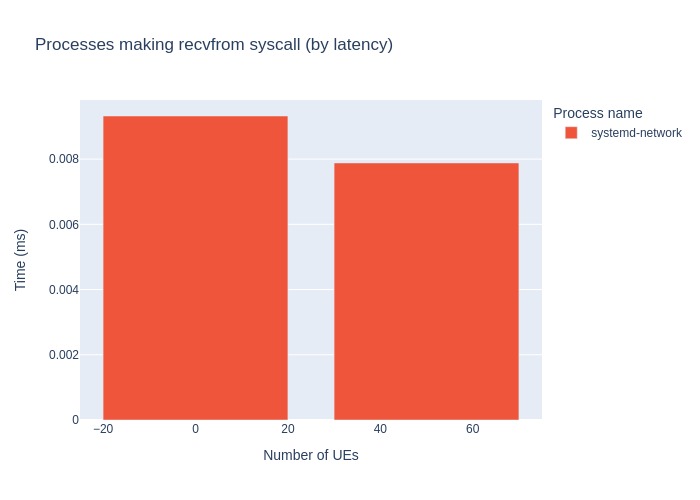 Processes making recvfrom syscall (by latency)
Process name
systemd-network
0.008
0.006
0.004
0.002
0
Time (ms)
−20
0
20
40
60
Number of UEs